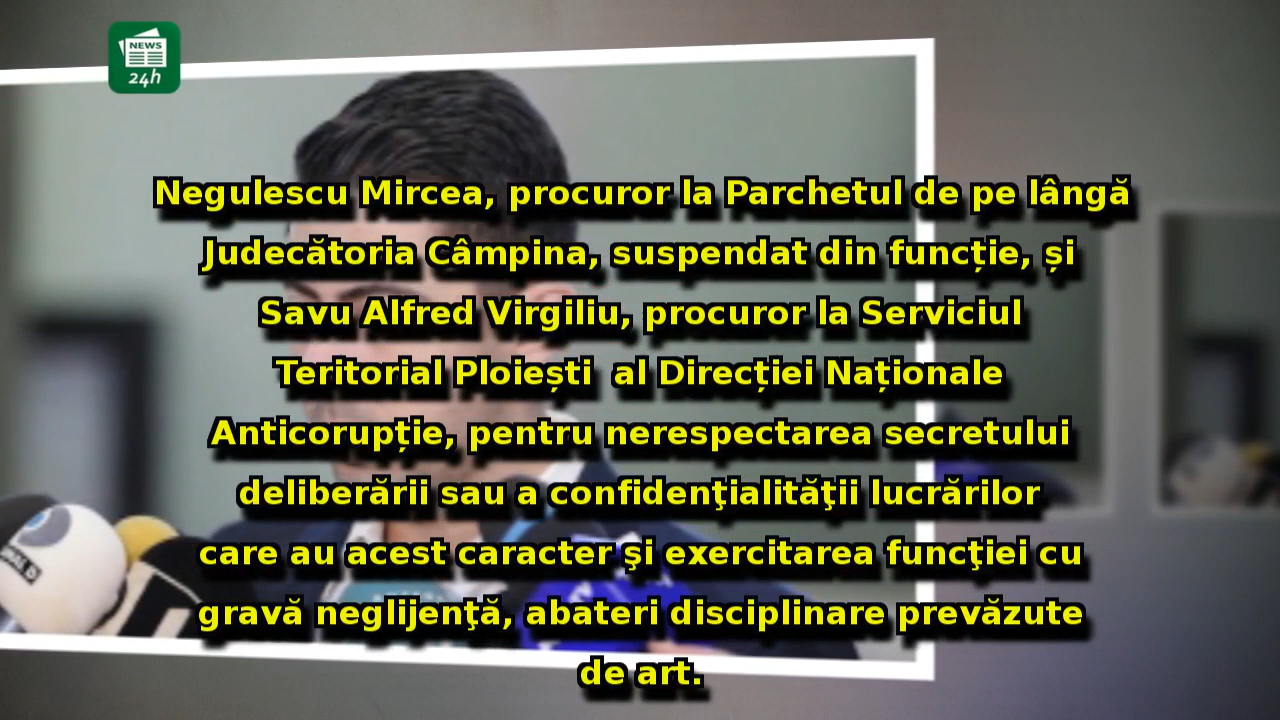 NEWS
24h
Negulescu Mircea, procuror la Parchetul de pe lângă
Judecătoria Câmpina, suspendat din funcție, și
Savu Alfred Virgiliu, procuror la Serviciul
Teritorial Ploiești  al Direcției Naționale
Anticorupție, pentru nerespectarea secretului
deliberării sau a confidenţialităţii lucrărilor
care au acest caracter şi exercitarea funcţiei cu
gravă neglijenţă, abateri disciplinare prevăzute
de art.